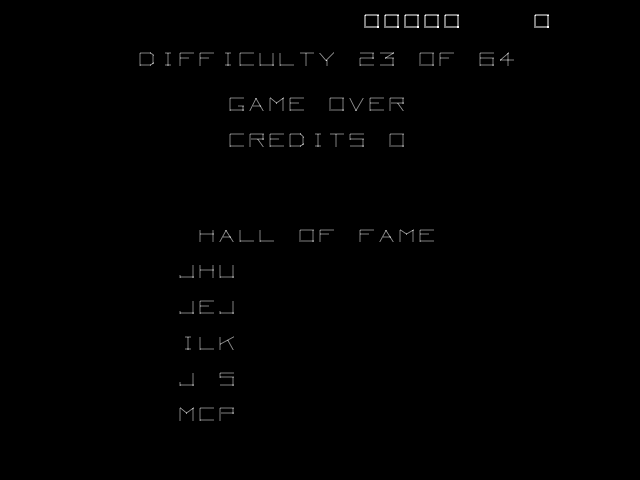 00000 0
DIFFICULTY 23 OF 64
GAME OVER
CREDITS 0
HALL OF FAME
JHU
JEJ
ILK
J S
MCP